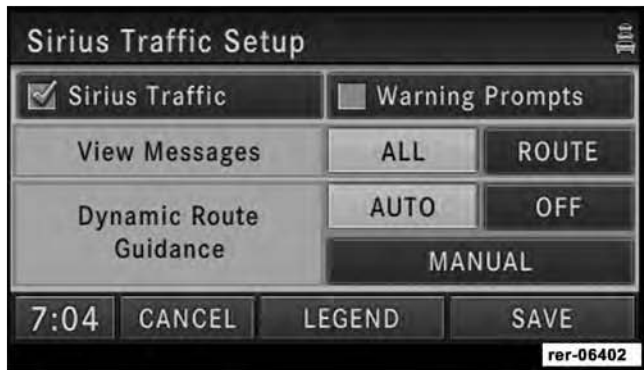 Sirius Traffic Setup
Sirius Traffic
Warning Prompts
View Messages
ALL
ROUTE
Dynamic Route
Guidance
AUTO
OFF
MANUAL
7:04
CANCEL
LEGEND
SAVE
rer-06402